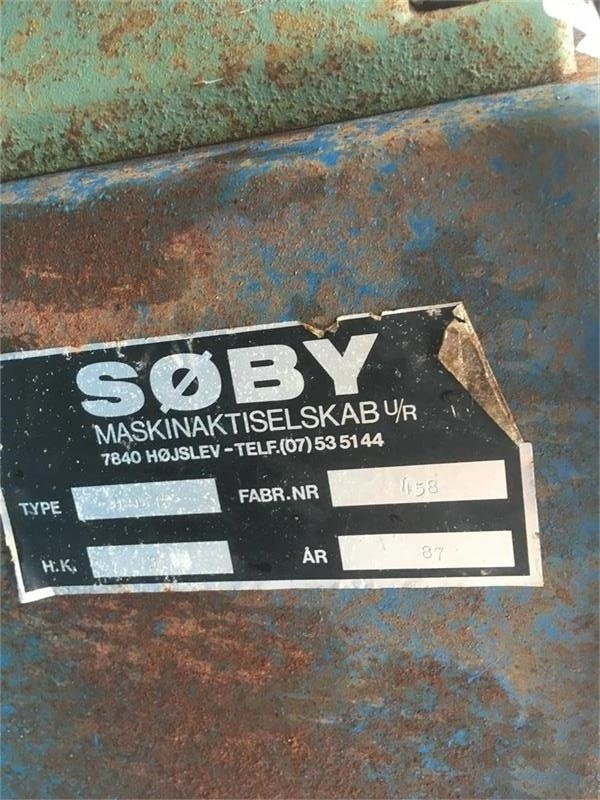 SØBY
MASKINAKTISELSKAB U/R
7840 HØJSLEV - TELF. (07) 53 51 44
TYPE FABR. NR 458
H.K. ÅR 87